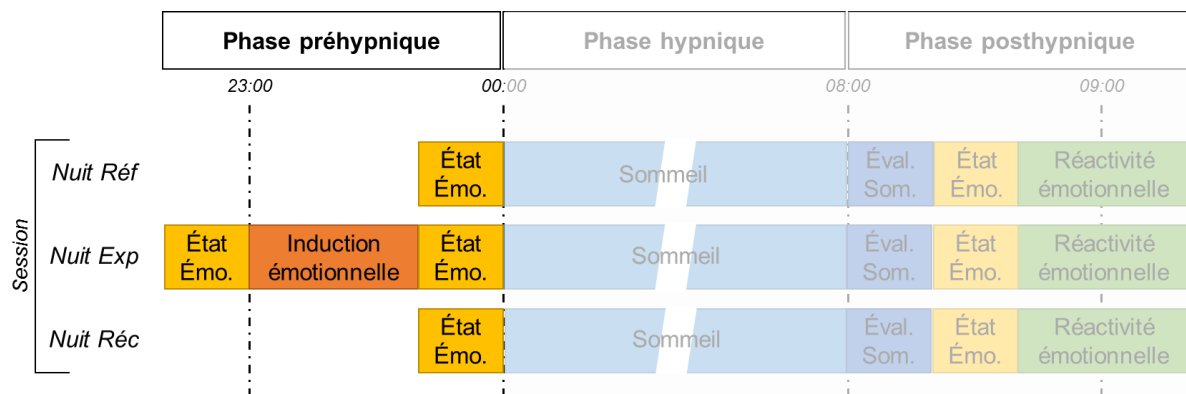 Phase préhypnique
Phase hypnique
Phase posthypnique
23:00
00:00
08:00
09:00
Session
Nuit Réf
État
Émo.
Sommeil
Éval.
Som.
État
Émo.
Réactivité
émotionnelle
Nuit Exp
État
Émo.
Induction
émotionnelle
État
Émo.
Sommeil
Éval.
Som.
État
Émo.
Réactivité
émotionnelle
Nuit Réc
État
Émo.
Sommeil
Éval.
Som.
État
Émo.
Réactivité
émotionnelle